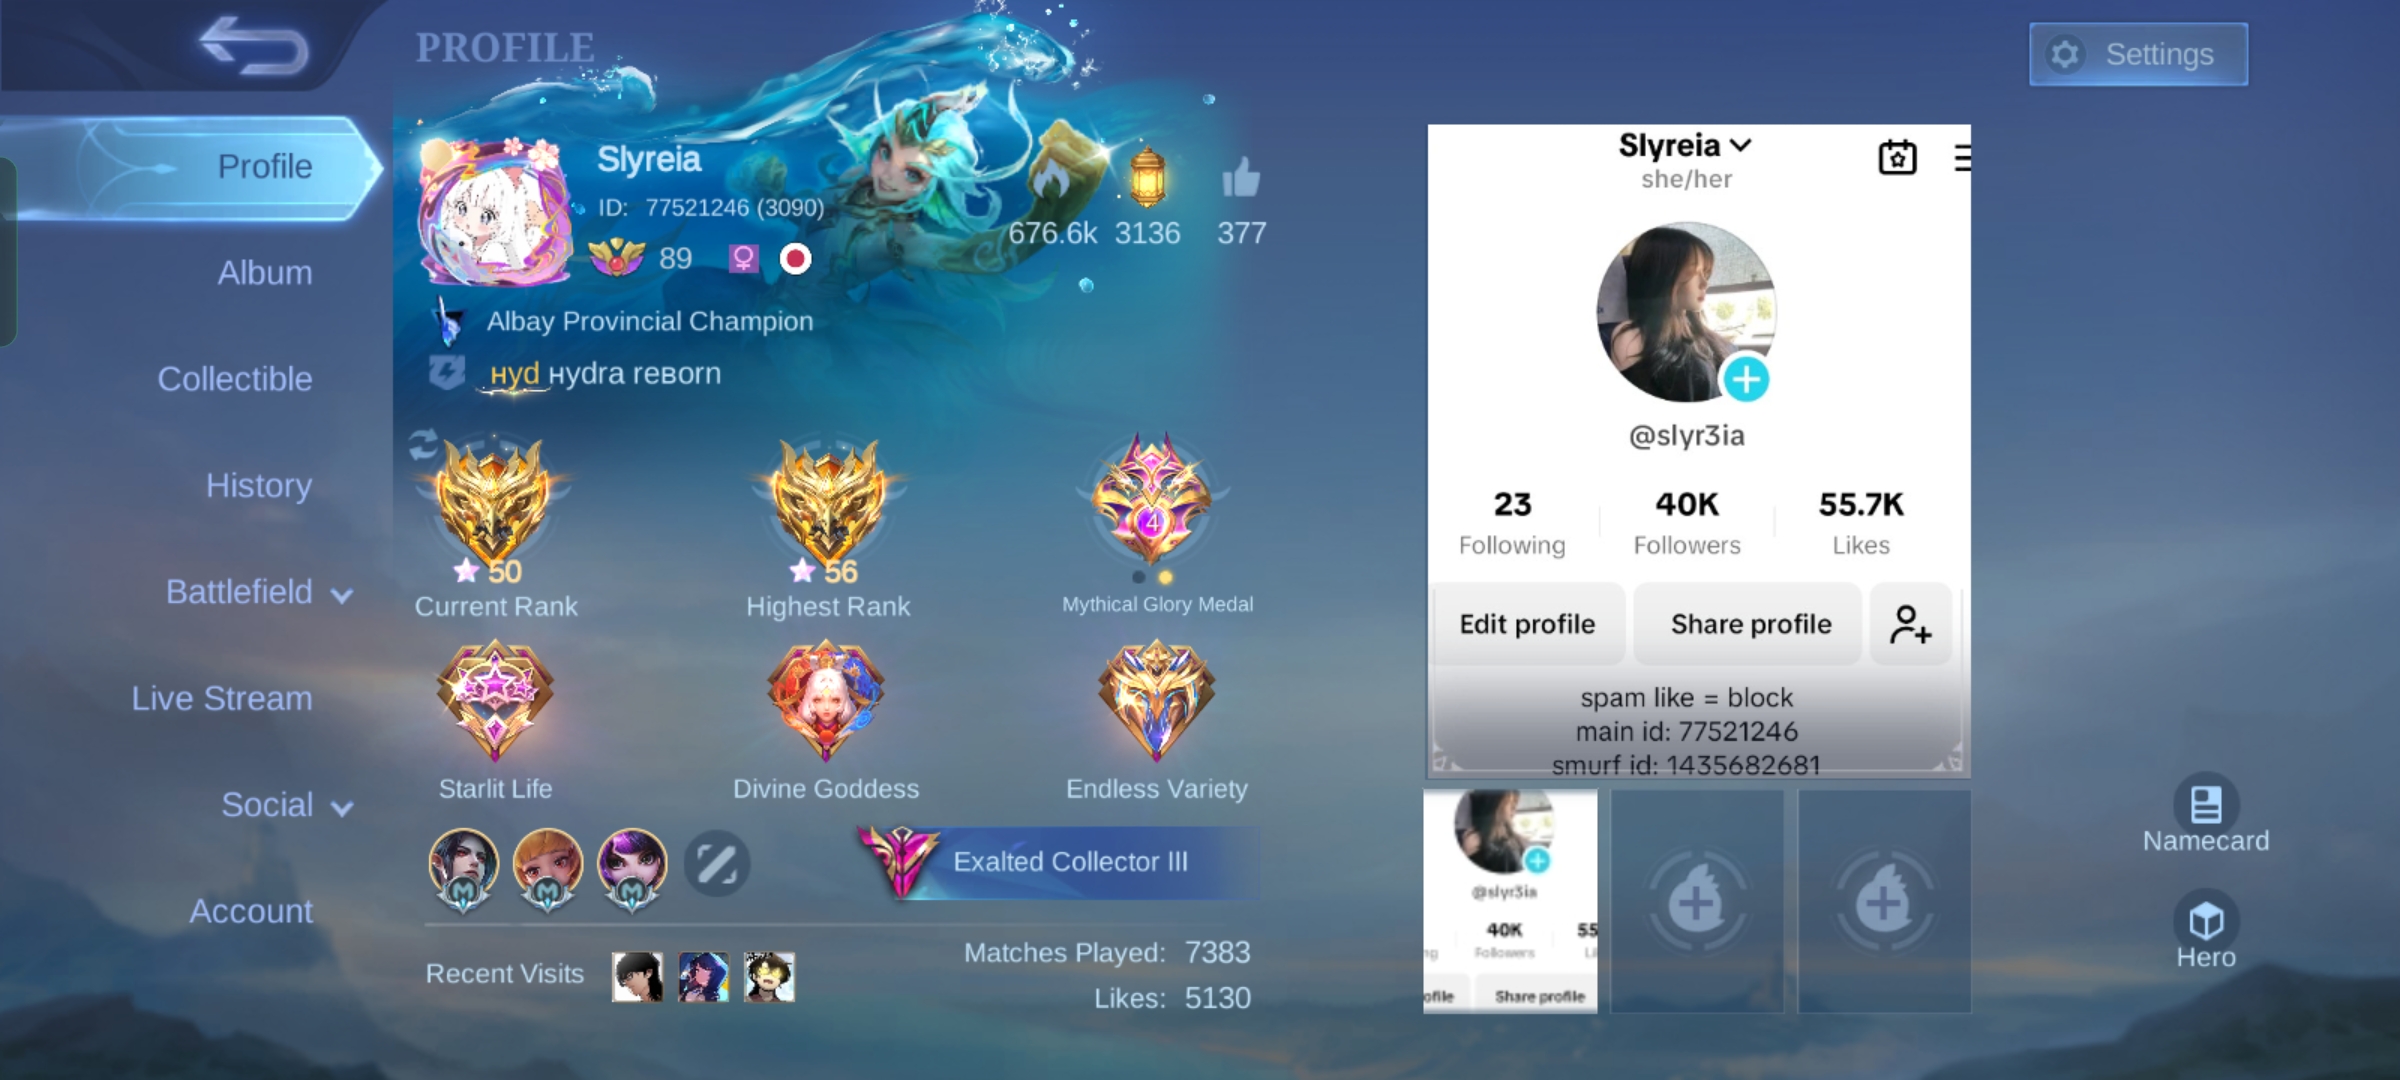 PROFILE
Settings
Profile
Album
Collectible
History
Battlefield
Live Stream
Social
Account
Slyreia
ID: 77521246 (3090)
89
676.6k 3136 377
Albay Provincial Champion
нyd нydra reвorn
50
Current Rank
56
Highest Rank
4
Mythical Glory Medal
Starlit Life
Divine Goddess
Endless Variety
M M M
Exalted Collector III
Recent Visits
Matches Played: 7383
Likes: 5130
Slyreia
she/her
@slyr3ia
23 40K 55.7K
Following Followers Likes
Edit profile Share profile
spam like = block
main id: 77521246
smurf id: 1435682681
@slyr3ia
40K 55
Followers
ofile Share profile
Namecard
Hero